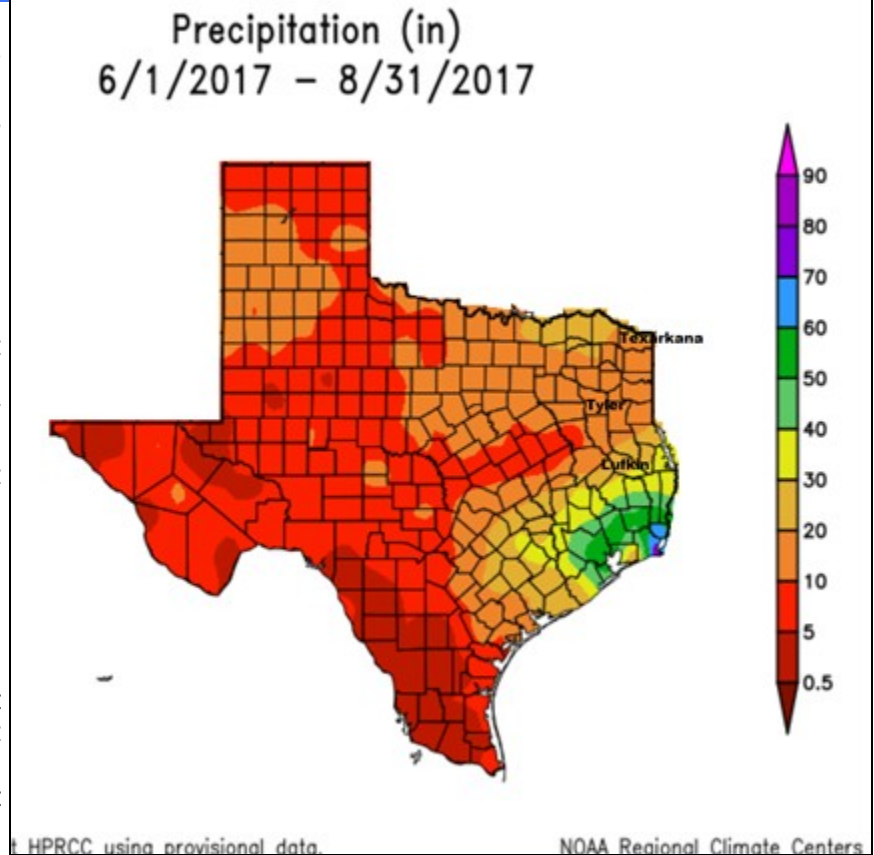 Precipitation (in)
6/1/2017 – 8/31/2017
90
80
70
60
50
40
30
20
10
5
0.5
Texarkana
Tyler
Lufkin
t HPRCC using provisional data.
NOAA Regional Climate Centers